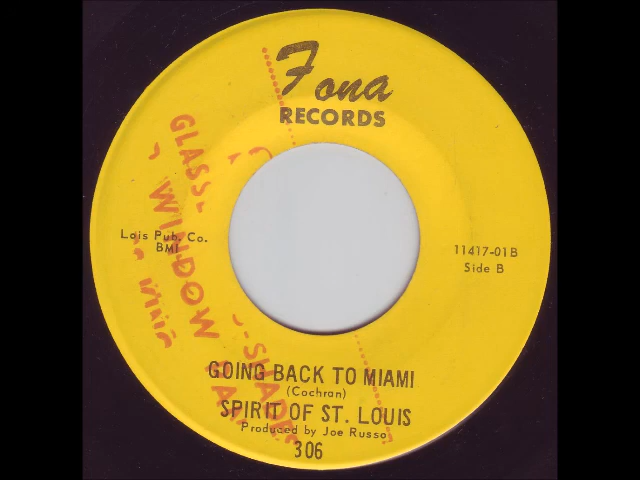 Fona
RECORDS
GLASS-
WINDOW
SHADE
Lois Pub. Co.
BMI
11417-01B
Side B
GOING BACK TO MIAMI
(Cochran)
SPIRIT OF ST. LOUIS
Produced by Joe Russo
306